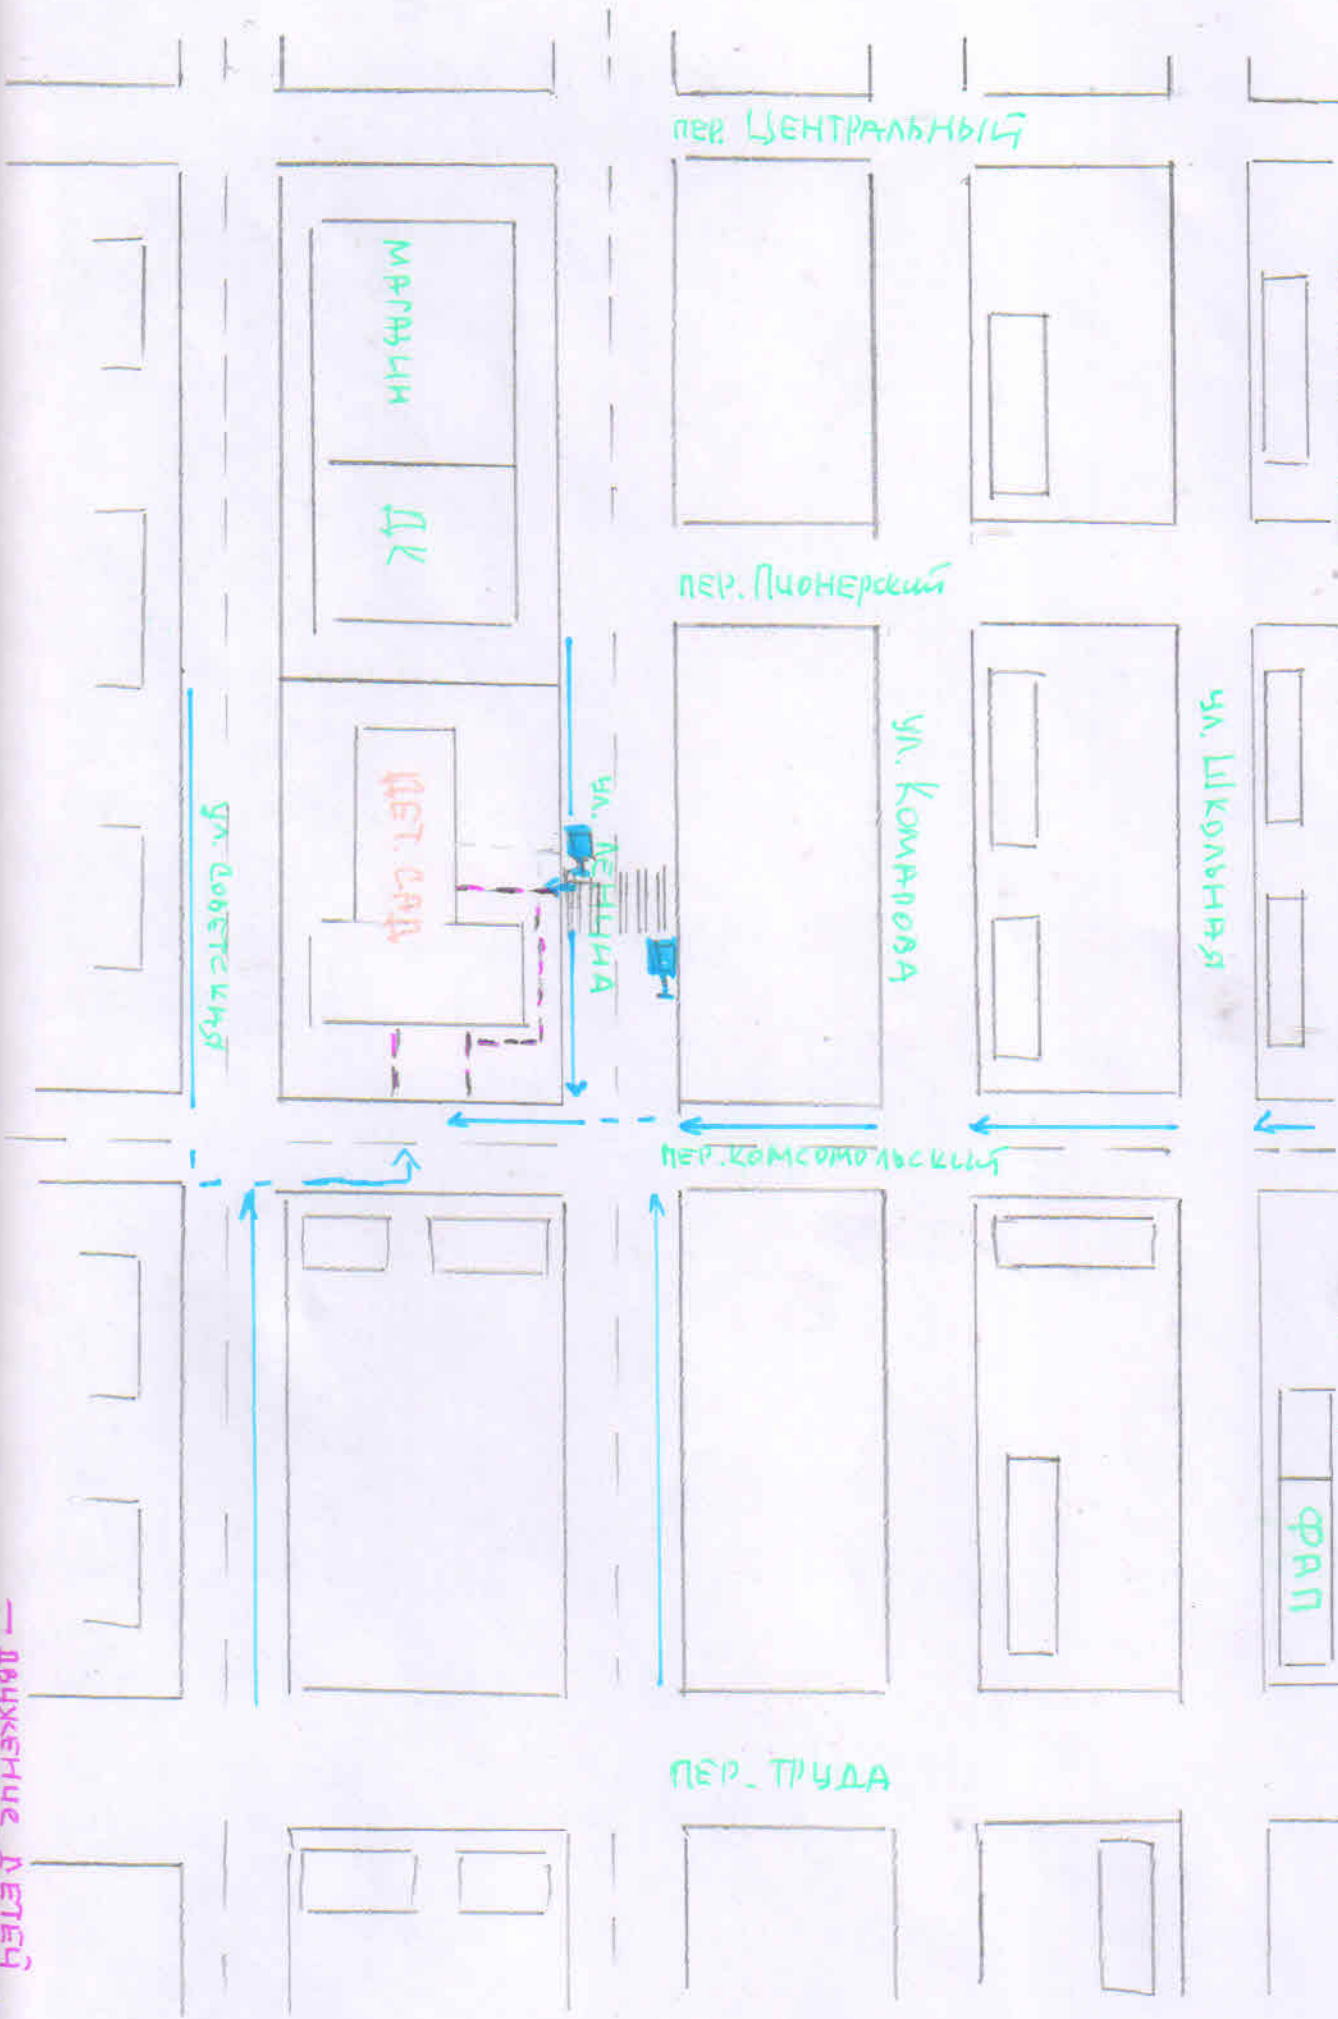 пер. ЦЕНТРАЛЬНЫЙ
МАГАЗИН
ДК
пер. Пионерский
ул. Школьная
ул. Комарова
ул. Ленина
ДЕТ. САД
ул. Советская
пер. Комсомольский
ФАП
пер. Труда
— движение детей